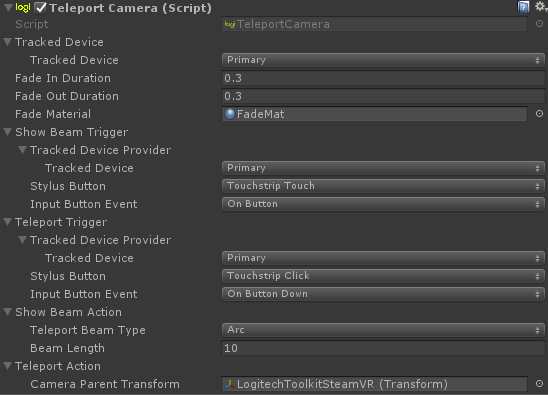 logi Teleport Camera (Script)
Script logi TeleportCamera
Tracked Device
Tracked Device Primary
Fade In Duration 0.3
Fade Out Duration 0.3
Fade Material FadeMat
Show Beam Trigger
Tracked Device Provider
Tracked Device Primary
Stylus Button Touchstrip Touch
Input Button Event On Button
Teleport Trigger
Tracked Device Provider
Tracked Device Primary
Stylus Button Touchstrip Click
Input Button Event On Button Down
Show Beam Action
Teleport Beam Type Arc
Beam Length 10
Teleport Action
Camera Parent Transform LogitechToolkitSteamVR (Transform)